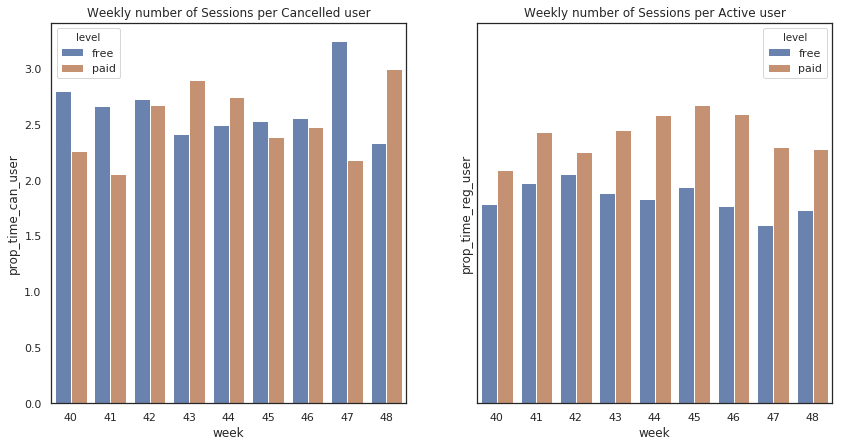 Weekly number of Sessions per Cancelled user
level
free
paid
prop_time_can_user
3.0
2.5
2.0
1.5
1.0
0.5
0.0
40 41 42 43 44 45 46 47 48
week
Weekly number of Sessions per Active user
level
free
paid
prop_time_reg_user
40 41 42 43 44 45 46 47 48
week